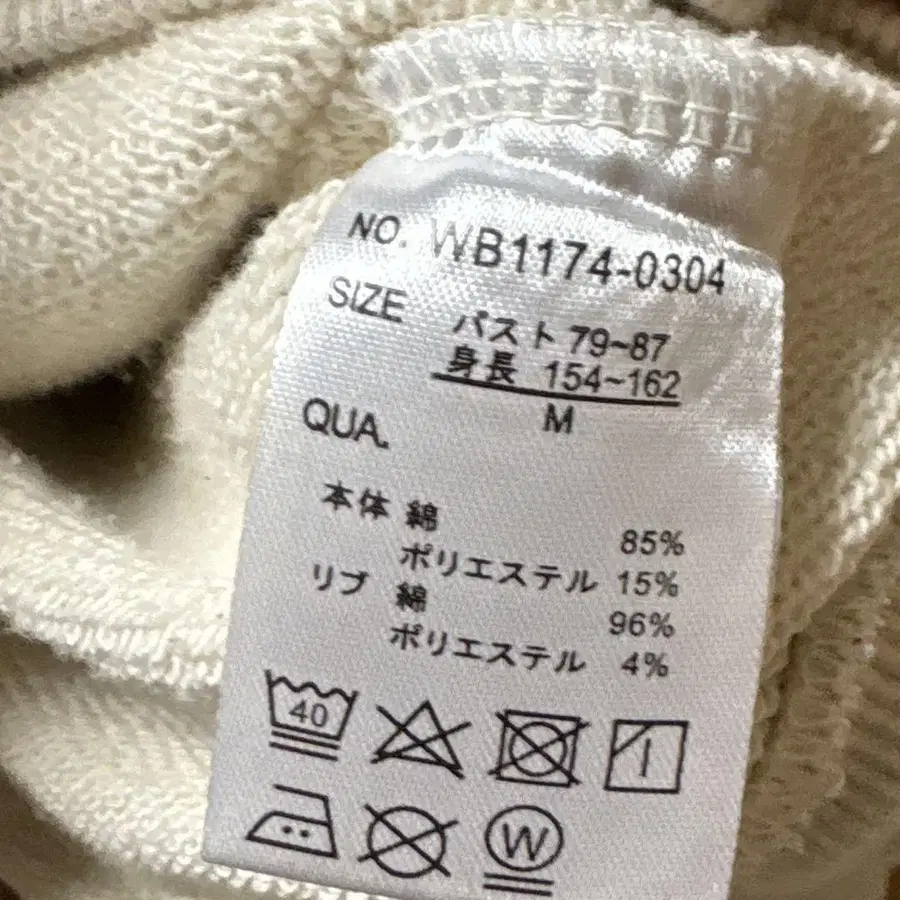 NO. WB1174-0304
SIZE バスト 79~87
身長 154~162
M
QUA.
本体 綿 85%
ポリエステル 15%
リブ 綿 96%
ポリエステル 4%
40
W